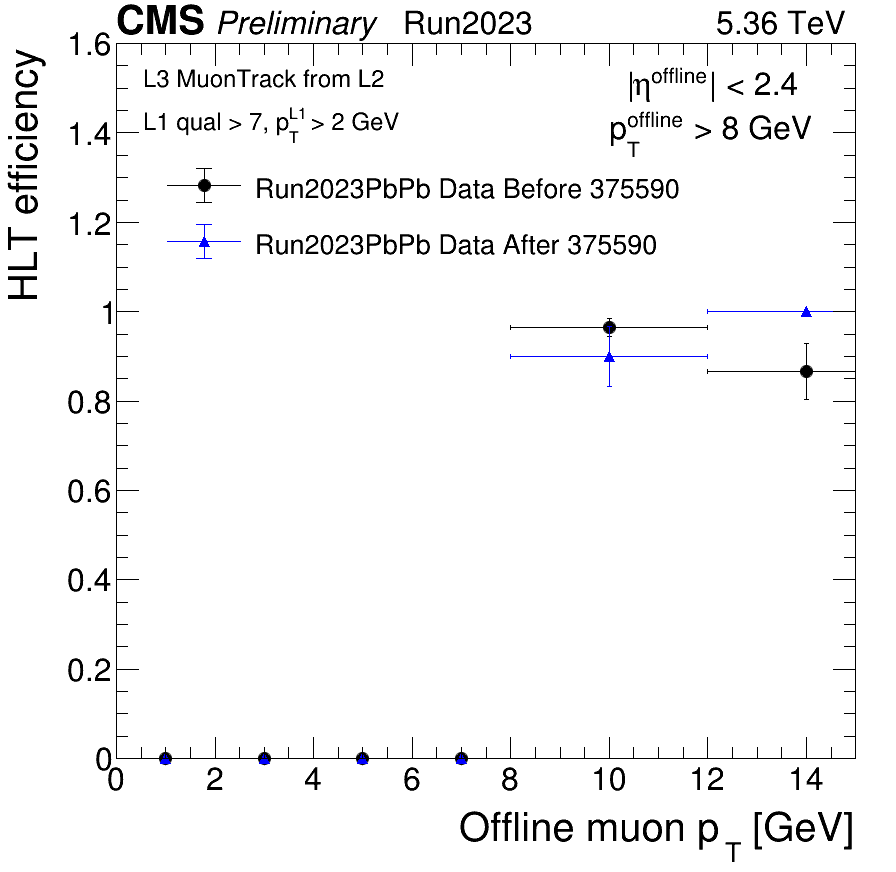 CMS Preliminary Run2023 5.36 TeV
L3 MuonTrack from L2
|η^offline| < 2.4
L1 qual > 7, p_T^L1 > 2 GeV
p_T^offline > 8 GeV
Run2023PbPb Data Before 375590
Run2023PbPb Data After 375590
HLT efficiency
1.6
1.4
1.2
1
0.8
0.6
0.4
0.2
0
0 2 4 6 8 10 12 14
Offline muon p_T [GeV]